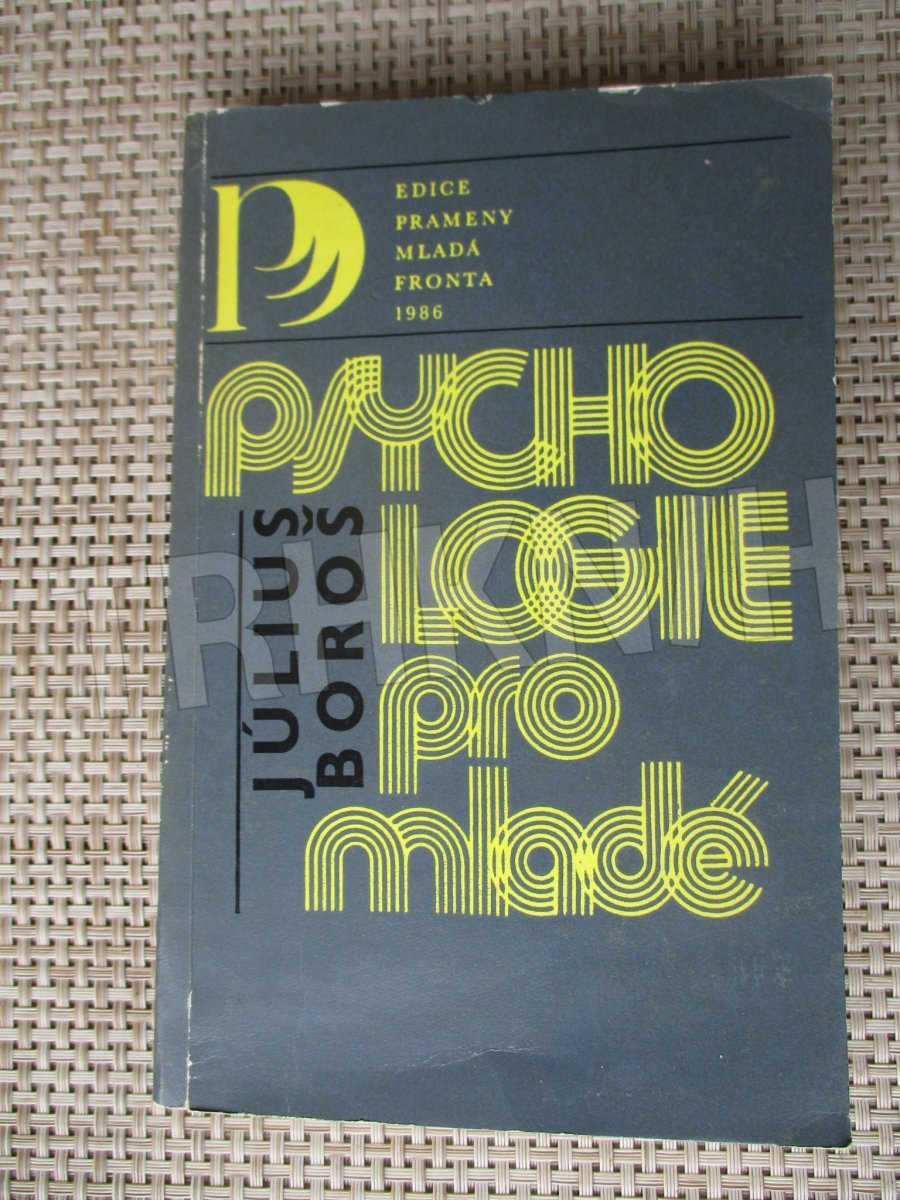 EDICE
PRAMENY
MLADÁ
FRONTA
1986
PSYCHO
LOGIE
pro
mladé
JÚLIUS
BOROŠ